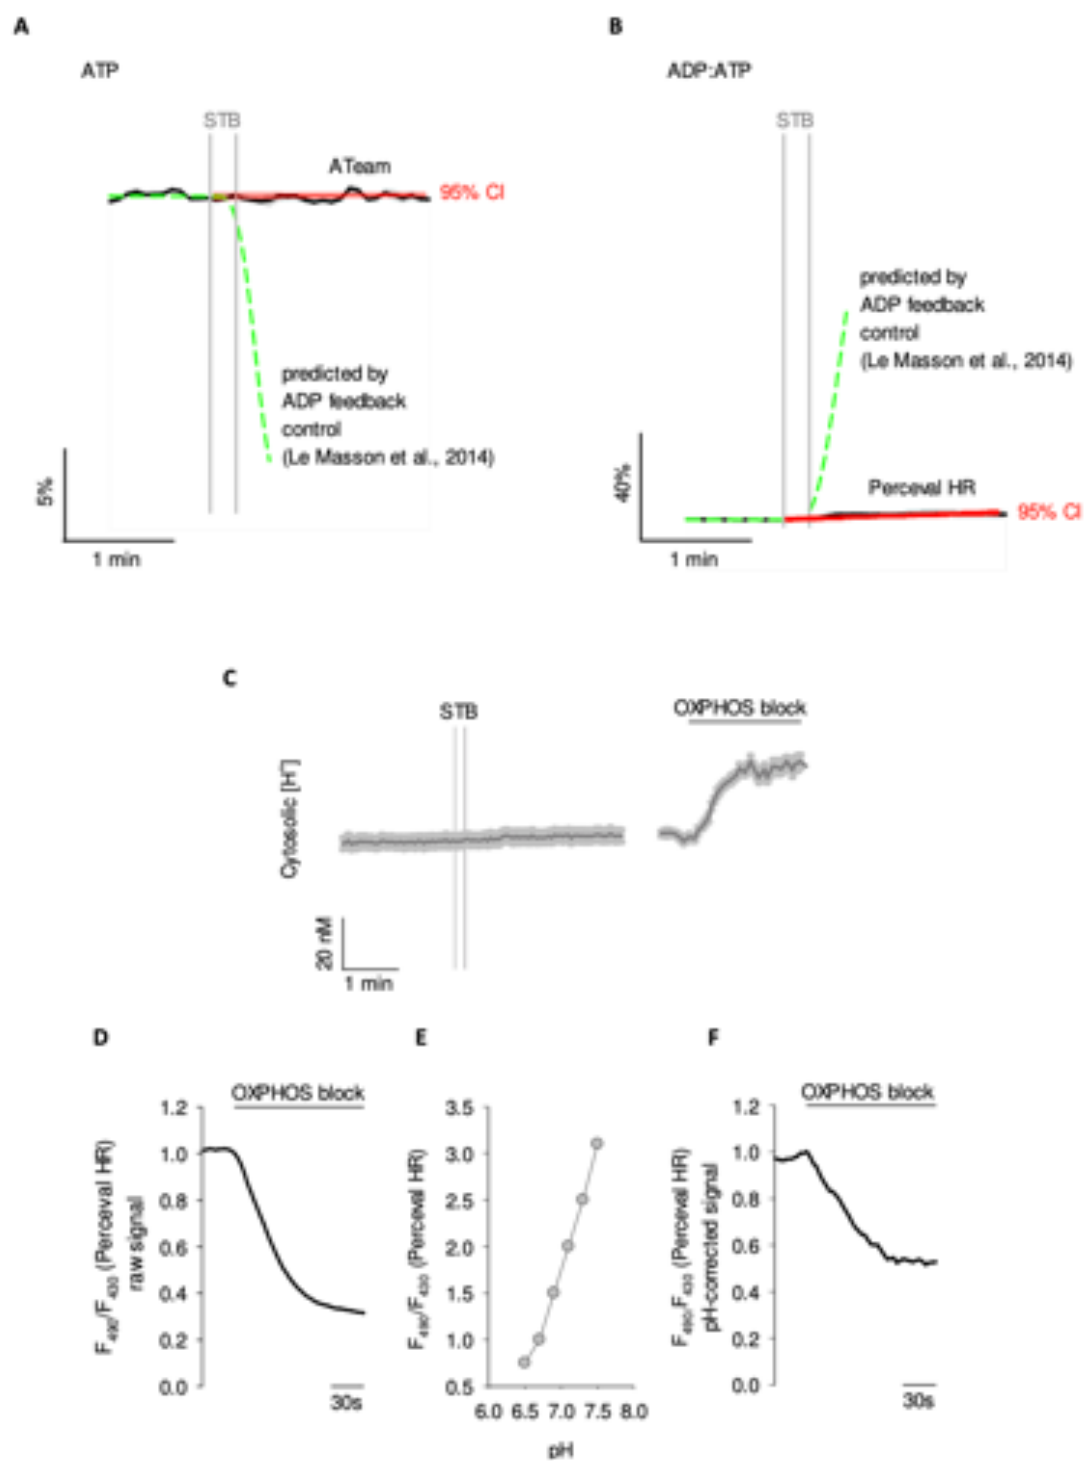 A
B
ATP
ADP:ATP
STB
STB
ATeam
95% CI
predicted by
ADP feedback
control
(Le Masson et al., 2014)
predicted by
ADP feedback
control
(Le Masson et al., 2014)
5%
1 min
40%
Perceval HR
95% CI
1 min
C
STB
OXPHOS block
Cytosolic [H+]
20 nM
1 min
D
E
F
OXPHOS block
F490/F430 (Perceval HR)
raw signal
1.2
1.0
0.8
0.6
0.4
0.2
0.0
30s
F490/F430 (Perceval HR)
3.5
3.0
2.5
2.0
1.5
1.0
0.5
6.0 6.5 7.0 7.5 8.0
pH
OXPHOS block
F490/F430 (Perceval HR)
pH-corrected signal
1.2
1.0
0.8
0.6
0.4
0.2
0.0
30s